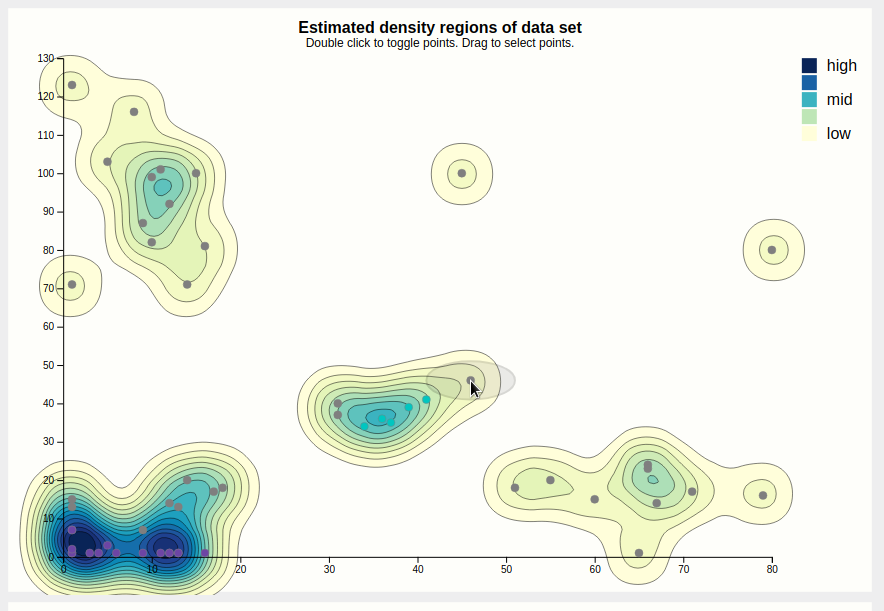 Estimated density regions of data set
Double click to toggle points. Drag to select points.
high
mid
low
130
120
110
100
90
80
70
60
50
40
30
20
10
0
0 10 20 30 40 50 60 70 80